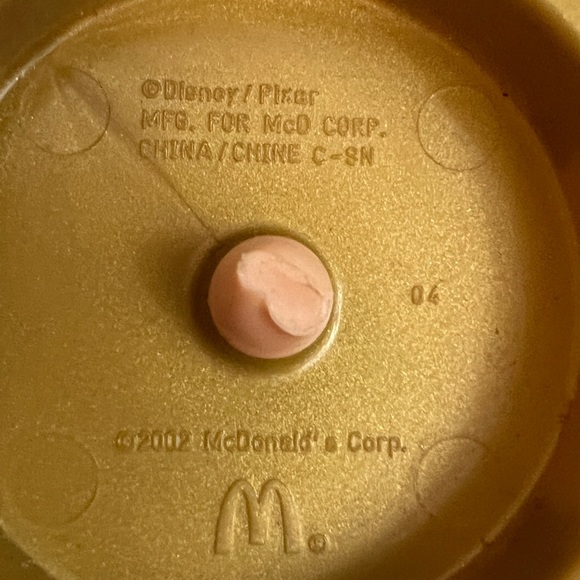 ©Disney/Pixar
MFG. FOR McD CORP.
CHINA/CHINE C-SN
04
©2002 McDonald's Corp.
M®